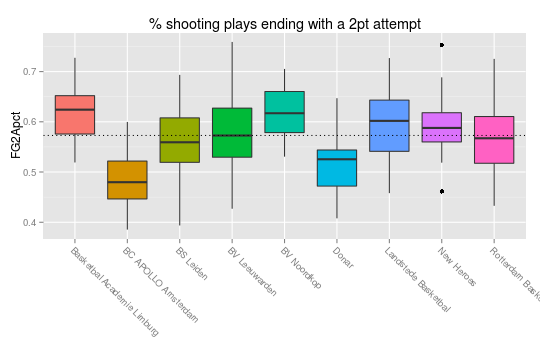 % shooting plays ending with a 2pt attempt
FG2Apct
0.7
0.6
0.5
0.4
Basketbal Academie Limburg
BC APOLLO Amsterdam
BS Leiden
BV Leeuwarden
BV Noordkop
Donar
Landstede Basketbal
New Heroes
Rotterdam Bask